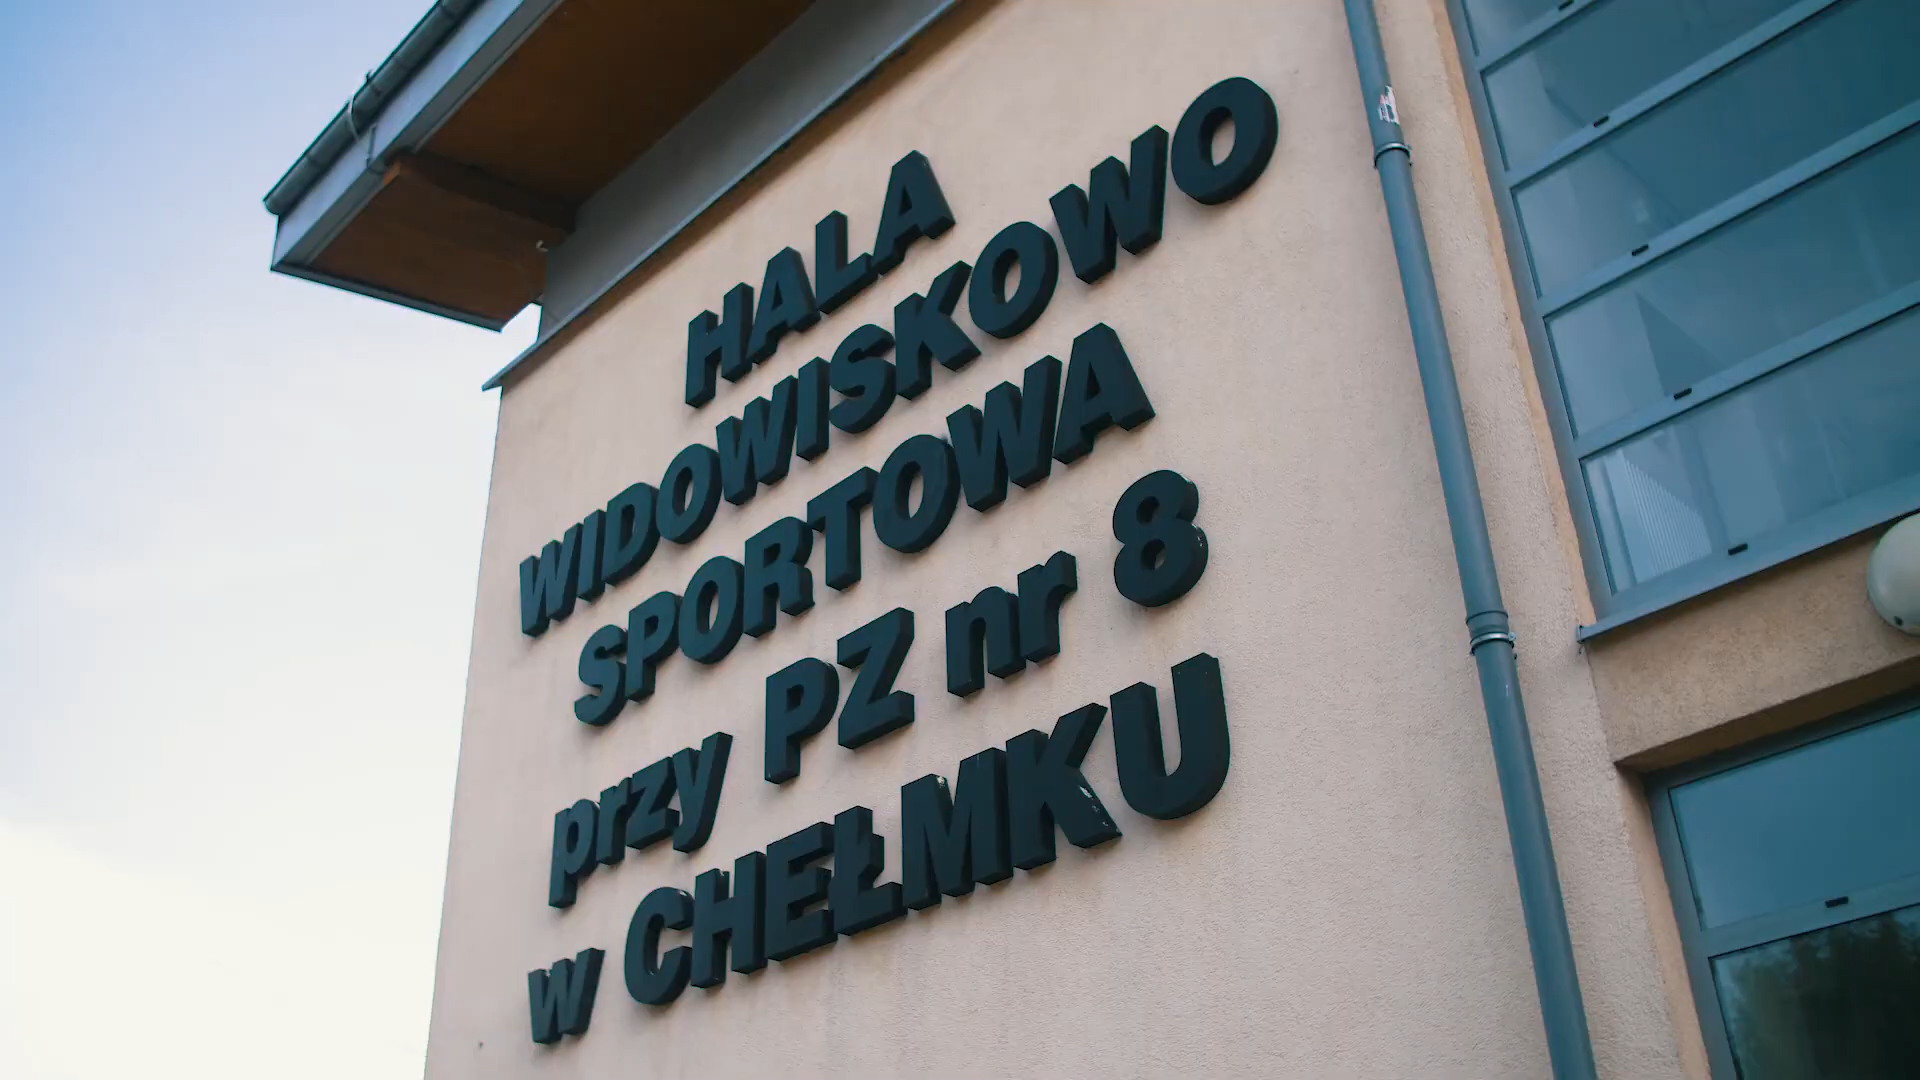 HALA
WIDOWISKOWO
SPORTOWA
przy PZ nr 8
w CHEŁMKU